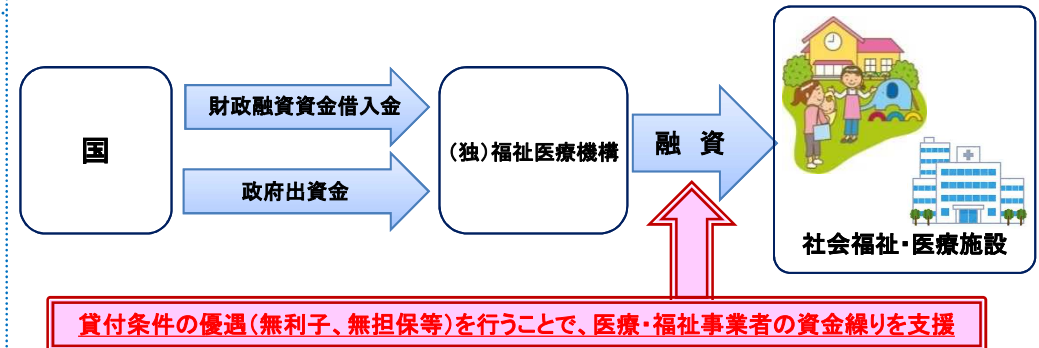 国
財政融資資金借入金
政府出資金
（独）福祉医療機構
融　資
社会福祉・医療施設
貸付条件の優遇（無利子、無担保等）を行うことで、医療・福祉事業者の資金繰りを支援